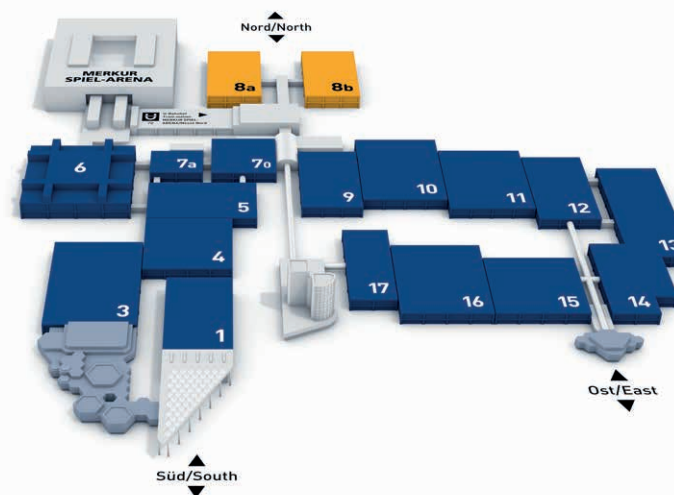 Nord/North
MERKUR
SPIEL-ARENA
8a
8b
U
6
7a
7
9
10
11
12
13
5
4
3
1
17
16
15
14
Ost/East
Süd/South